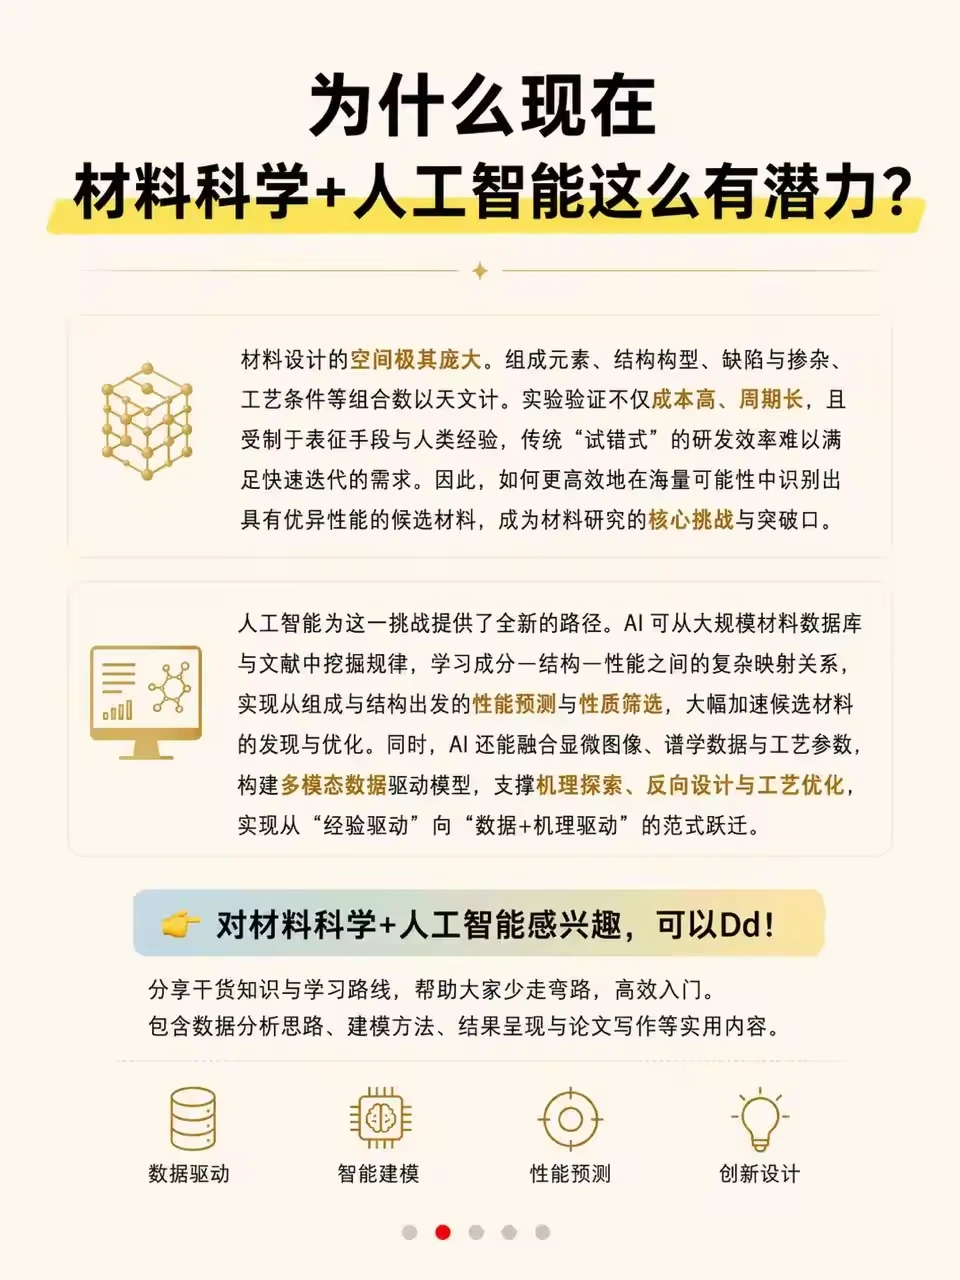 为什么现在
材料科学+人工智能这么有潜力？
材料设计的空间极其庞大。组成元素、结构构型、缺陷与掺杂、
工艺条件等组合数以天文计。实验验证不仅成本高、周期长，且
受制于表征手段与人类经验，传统“试错式”的研发效率难以满
足快速迭代的需求。因此，如何更高效地在海量可能性中识别出
具有优异性能的候选材料，成为材料研究的核心挑战与突破口。
人工智能为这一挑战提供了全新的路径。AI 可从大规模材料数据库
与文献中挖掘规律，学习成分—结构—性能之间的复杂映射关系，
实现从组成与结构出发的性能预测与性质筛选，大幅加速候选材料
的发现与优化。同时，AI 还能融合显微图像、谱学数据与工艺参数，
构建多模态数据驱动模型，支撑机理探索、反向设计与工艺优化，
实现从“经验驱动”向“数据+机理驱动”的范式跃迁。
👉 对材料科学+人工智能感兴趣，可以Dd！
分享干货知识与学习路线，帮助大家少走弯路，高效入门。
包含数据分析思路、建模方法、结果呈现与论文写作等实用内容。
数据驱动
智能建模
性能预测
创新设计